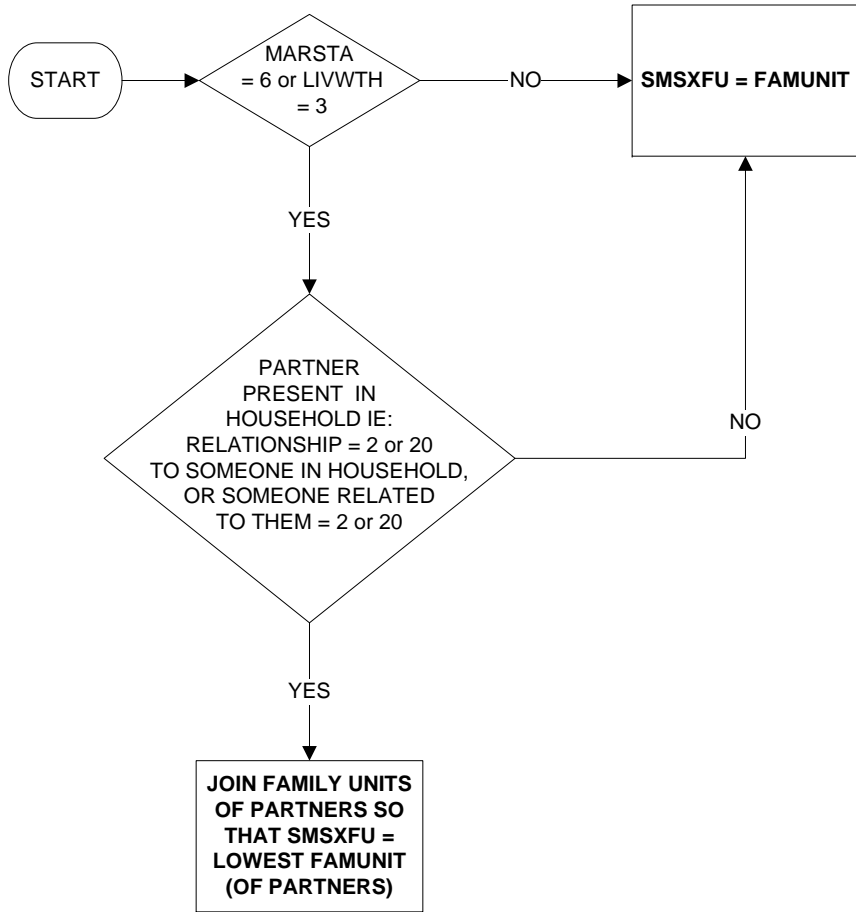 START
MARSTA
= 6 or LIVWTH
= 3
NO
SMSXFU = FAMUNIT
YES
PARTNER
PRESENT IN
HOUSEHOLD IE:
RELATIONSHIP = 2 or 20
TO SOMEONE IN HOUSEHOLD,
OR SOMEONE RELATED
TO THEM = 2 or 20
NO
YES
JOIN FAMILY UNITS
OF PARTNERS SO
THAT SMSXFU =
LOWEST FAMUNIT
(OF PARTNERS)